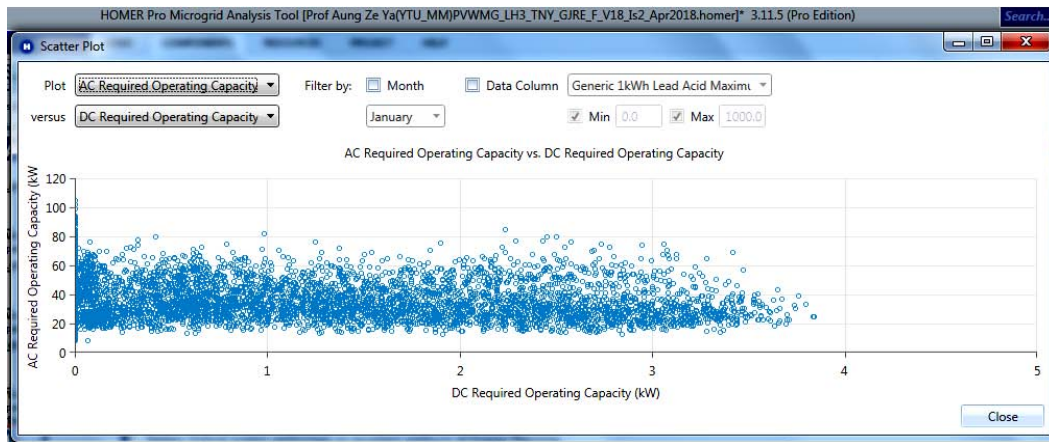 HOMER Pro Microgrid Analysis Tool [Prof Aung Ze Ya(YTU_MM)PVWMG_LH3_TNY_GJRE_F_V18_Is2_Apr2018.homer]* 3.11.5 (Pro Edition)
Search..
Scatter Plot
COMPONENTS RESOURCES PROJECT HELP
Plot AC Required Operating Capacity Filter by: Month Data Column Generic 1kWh Lead Acid Maximu
versus DC Required Operating Capacity January Min 0.0 Max 1000.0
AC Required Operating Capacity vs. DC Required Operating Capacity
AC Required Operating Capacity (kW
120
100
80
60
40
20
0
0 1 2 3 4 5
DC Required Operating Capacity (kW)
Close